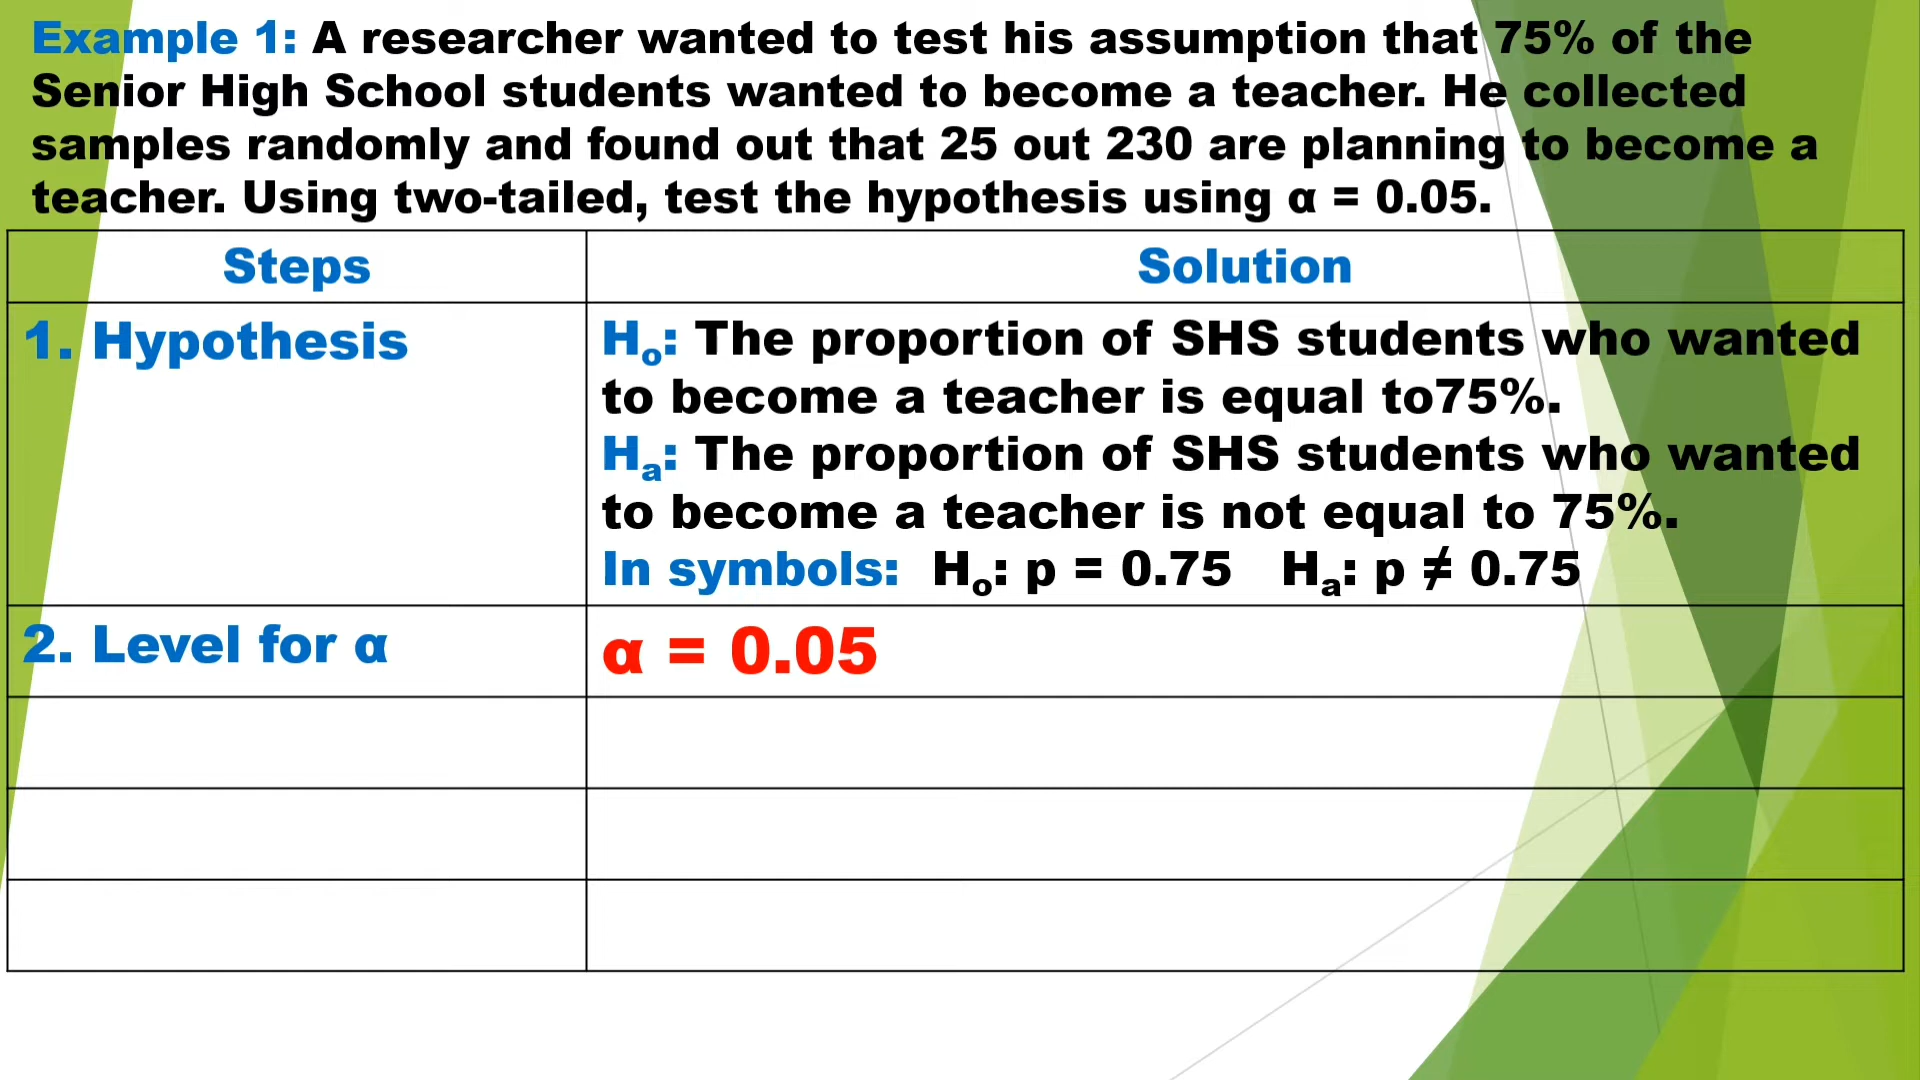 Example 1: A researcher wanted to test his assumption that 75% of the
Senior High School students wanted to become a teacher. He collected
samples randomly and found out that 25 out 230 are planning to become a
teacher. Using two-tailed, test the hypothesis using α = 0.05.
Steps
Solution
1. Hypothesis
Hₒ: The proportion of SHS students who wanted
to become a teacher is equal to75%.
Hₐ: The proportion of SHS students who wanted
to become a teacher is not equal to 75%.
In symbols: Hₒ: p = 0.75 Hₐ: p ≠ 0.75
2. Level for α
α = 0.05